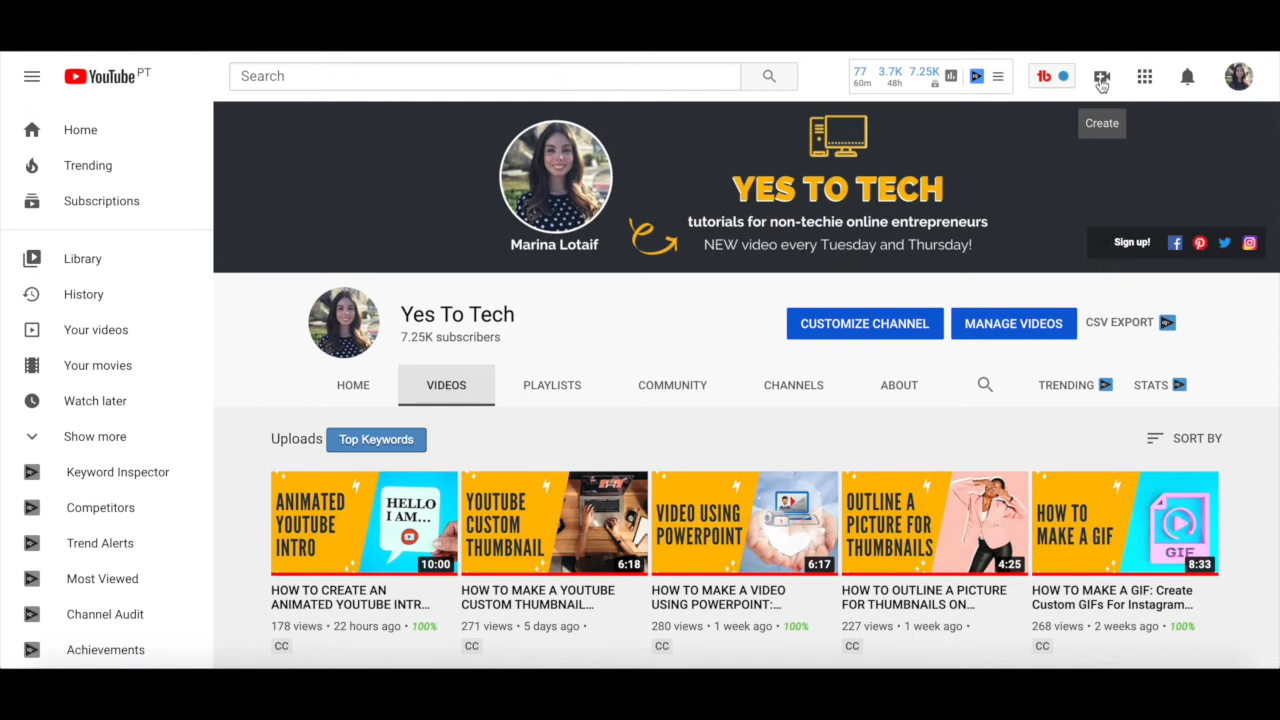 YouTube PT
Search
77 3.7K 7.25K
60m 48h
tb
Create
Home
Trending
Subscriptions
Library
History
Your videos
Your movies
Watch later
Show more
Keyword Inspector
Competitors
Trend Alerts
Most Viewed
Channel Audit
Achievements
Marina Lotaif
YES TO TECH
tutorials for non-techie online entrepreneurs
NEW video every Tuesday and Thursday!
Sign up!
Yes To Tech
7.25K subscribers
CUSTOMIZE CHANNEL
MANAGE VIDEOS
CSV EXPORT
HOME
VIDEOS
PLAYLISTS
COMMUNITY
CHANNELS
ABOUT
TRENDING
STATS
Uploads
Top Keywords
SORT BY
ANIMATED
YOUTUBE
INTRO
HELLO
I AM...
10:00
HOW TO CREATE AN
ANIMATED YOUTUBE INTR...
178 views • 22 hours ago • 100%
CC
YOUTUBE
CUSTOM
THUMBNAIL
6:18
HOW TO MAKE A YOUTUBE
CUSTOM THUMBNAIL...
271 views • 5 days ago •
CC
VIDEO USING
POWERPOINT
6:17
HOW TO MAKE A VIDEO
USING POWERPOINT:...
280 views • 1 week ago • 100%
CC
OUTLINE A
PICTURE FOR
THUMBNAILS
4:25
HOW TO OUTLINE A PICTURE
FOR THUMBNAILS ON...
227 views • 1 week ago •
CC
HOW TO
MAKE A GIF
GIF
8:33
HOW TO MAKE A GIF: Create
Custom GIFs For Instagram...
268 views • 2 weeks ago • 100%
CC